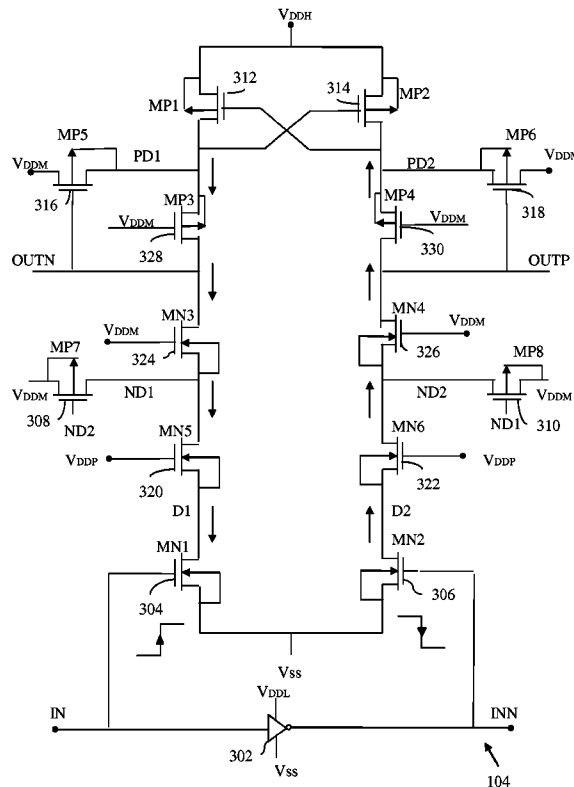 VDDH
312
314
MP1
MP2
MP5
PD1
PD2
MP6
VDDM
VDDM
316
318
MP3
MP4
VDDM
VDDM
328
330
OUTN
OUTP
MN3
MN4
VDDM
VDDM
324
326
MP7
MP8
VDDM
ND1
ND2
VDDM
308
310
ND2
ND1
MN5
MN6
VDDP
VDDP
320
322
D1
D2
MN1
MN2
304
306
VSS
VDDL
IN
INN
302
VSS
104